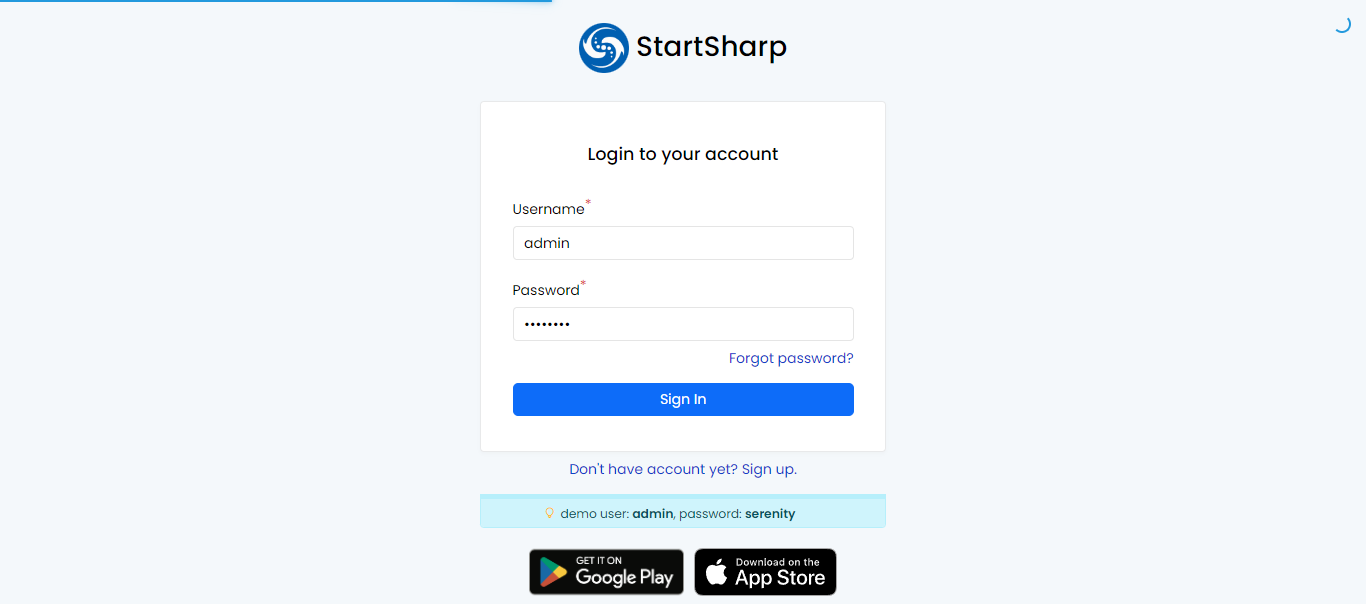 StartSharp
Login to your account
Username*
admin
Password*
••••••••
Forgot password?
Sign In
Don't have account yet? Sign up.
demo user: admin, password: serenity
GET IT ON
Google Play
Download on the
App Store